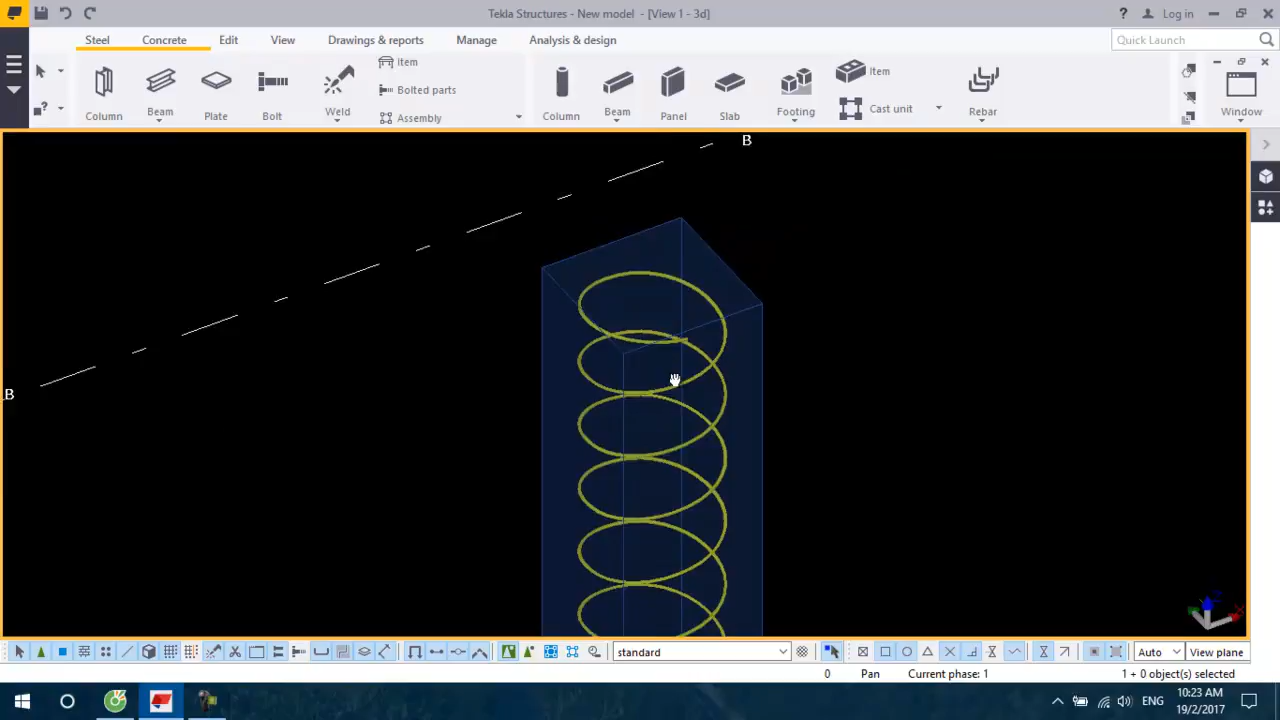 Tekla Structures - New model - [View 1 - 3d]
? Log in
Steel Concrete Edit View Drawings & reports Manage Analysis & design Quick Launch
Item Item
Bolted parts
Assembly Cast unit
Column Beam Plate Bolt Weld Column Beam Panel Slab Footing Rebar Window
B
B
standard Auto View plane
0 Pan Current phase: 1 1 + 0 object(s) selected
ENG 10:23 AM
19/2/2017